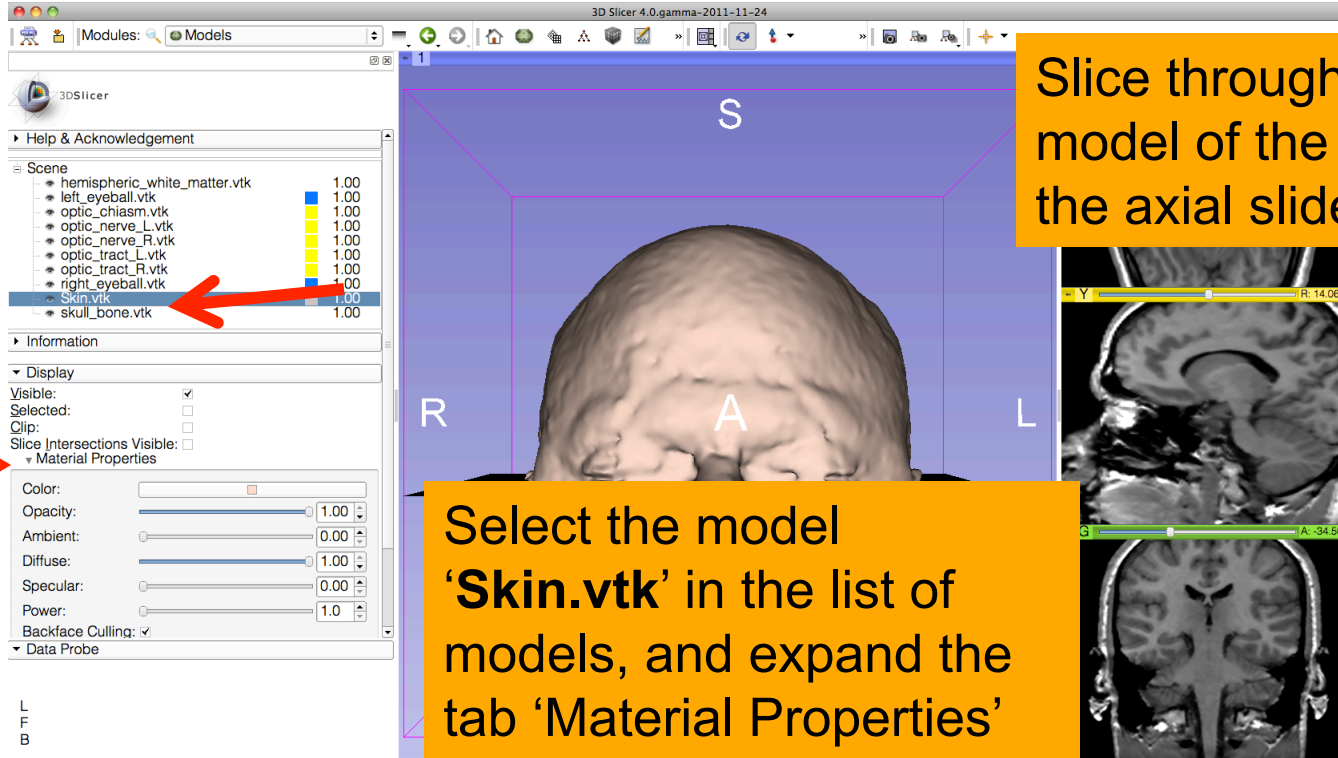 3D Slicer 4.0.gamma-2011-11-24
Modules: Models
1
3DSlicer
Help & Acknowledgement
Scene
hemispheric_white_matter.vtk 1.00
left_eyeball.vtk 1.00
optic_chiasm.vtk 1.00
optic_nerve_L.vtk 1.00
optic_nerve_R.vtk 1.00
optic_tract_L.vtk 1.00
optic_tract_R.vtk 1.00
right_eyeball.vtk 1.00
Skin.vtk 1.00
skull_bone.vtk 1.00
Information
Display
Visible:
Selected:
Clip:
Slice Intersections Visible:
Material Properties
Color:
Opacity: 1.00
Ambient: 0.00
Diffuse: 1.00
Specular: 0.00
Power: 1.0
Backface Culling:
Data Probe
L
F
B
S
R
A
L
Slice through
model of the
the axial slide
Y R: 14.06
G A: -34.50
Select the model
‘Skin.vtk’ in the list of
models, and expand the
tab ‘Material Properties’